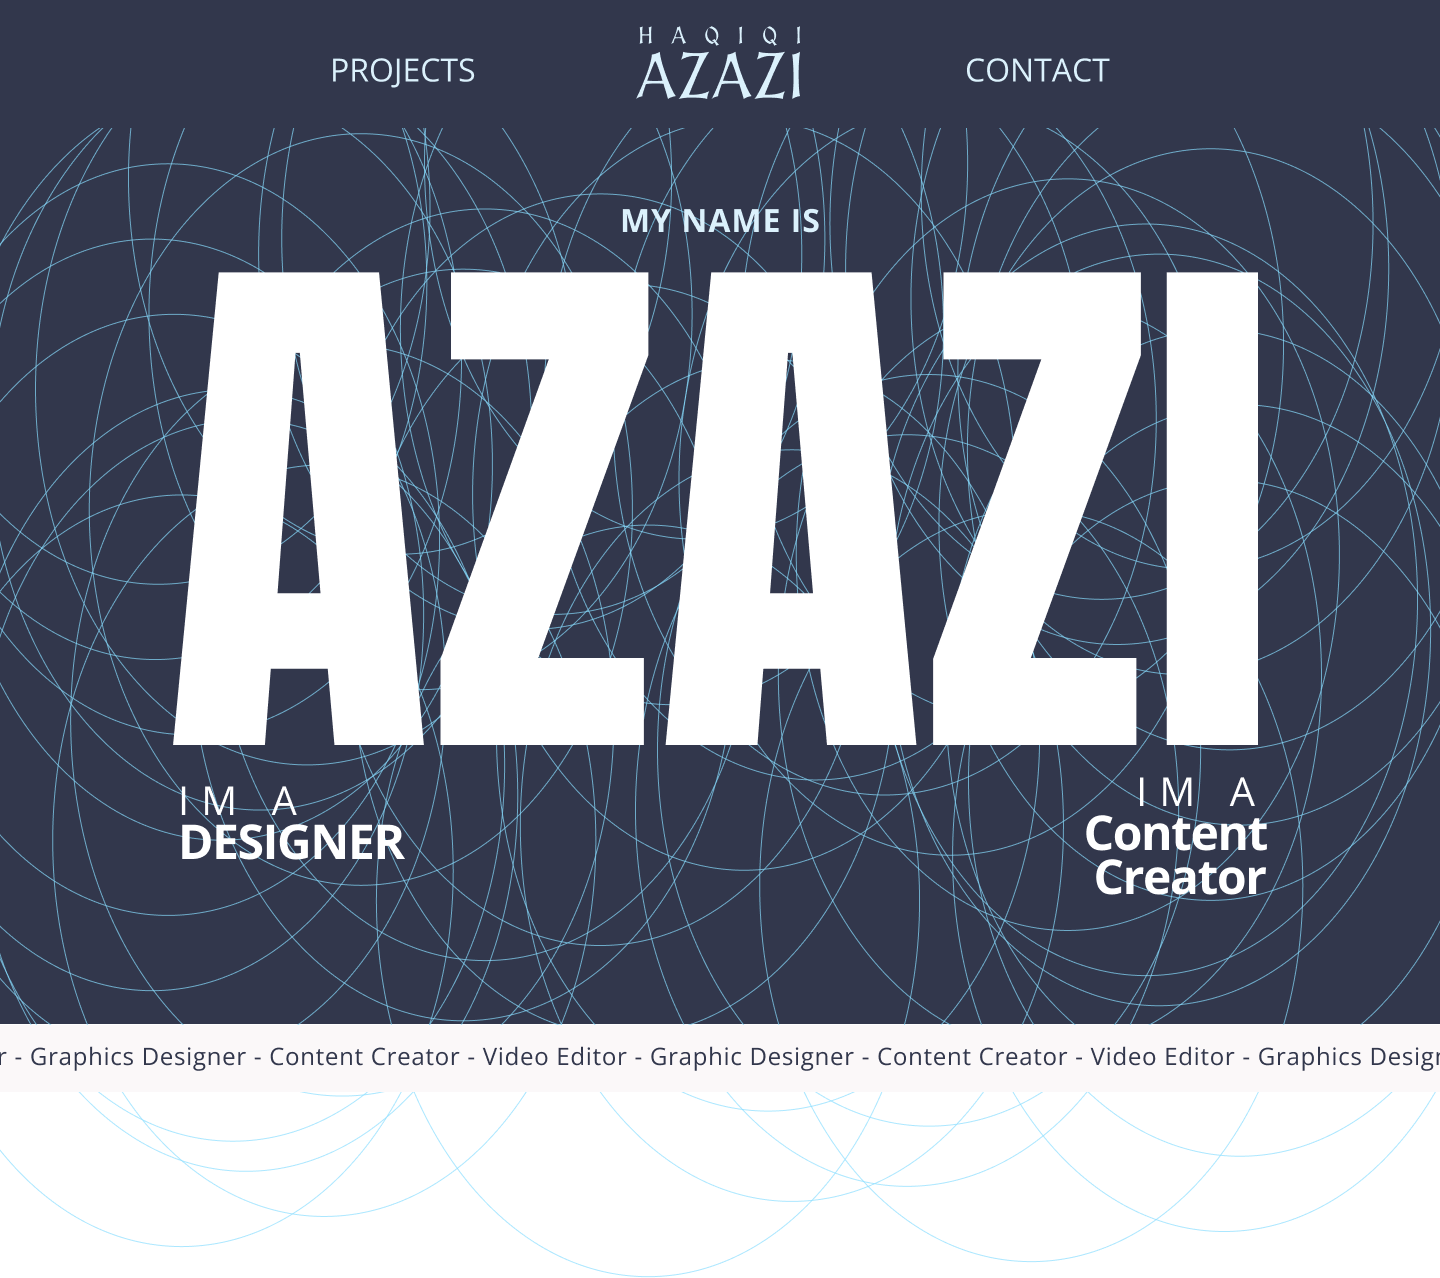 PROJECTS
HAQIQI
AZAZI
CONTACT
MY NAME IS
AZAZI
IM A
DESIGNER
IM A
Content
Creator
r - Graphics Designer - Content Creator - Video Editor - Graphic Designer - Content Creator - Video Editor - Graphics Design